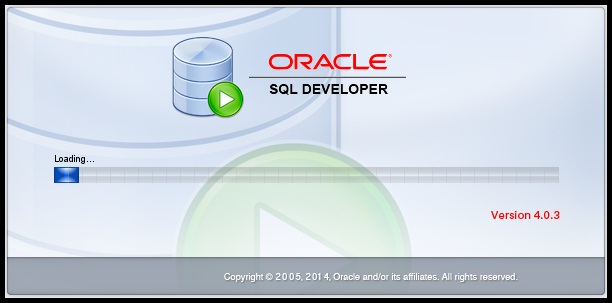 ORACLE®
SQL DEVELOPER
Loading...
Version 4.0.3
Copyright © 2005, 2014, Oracle and/or its affiliates. All rights reserved.